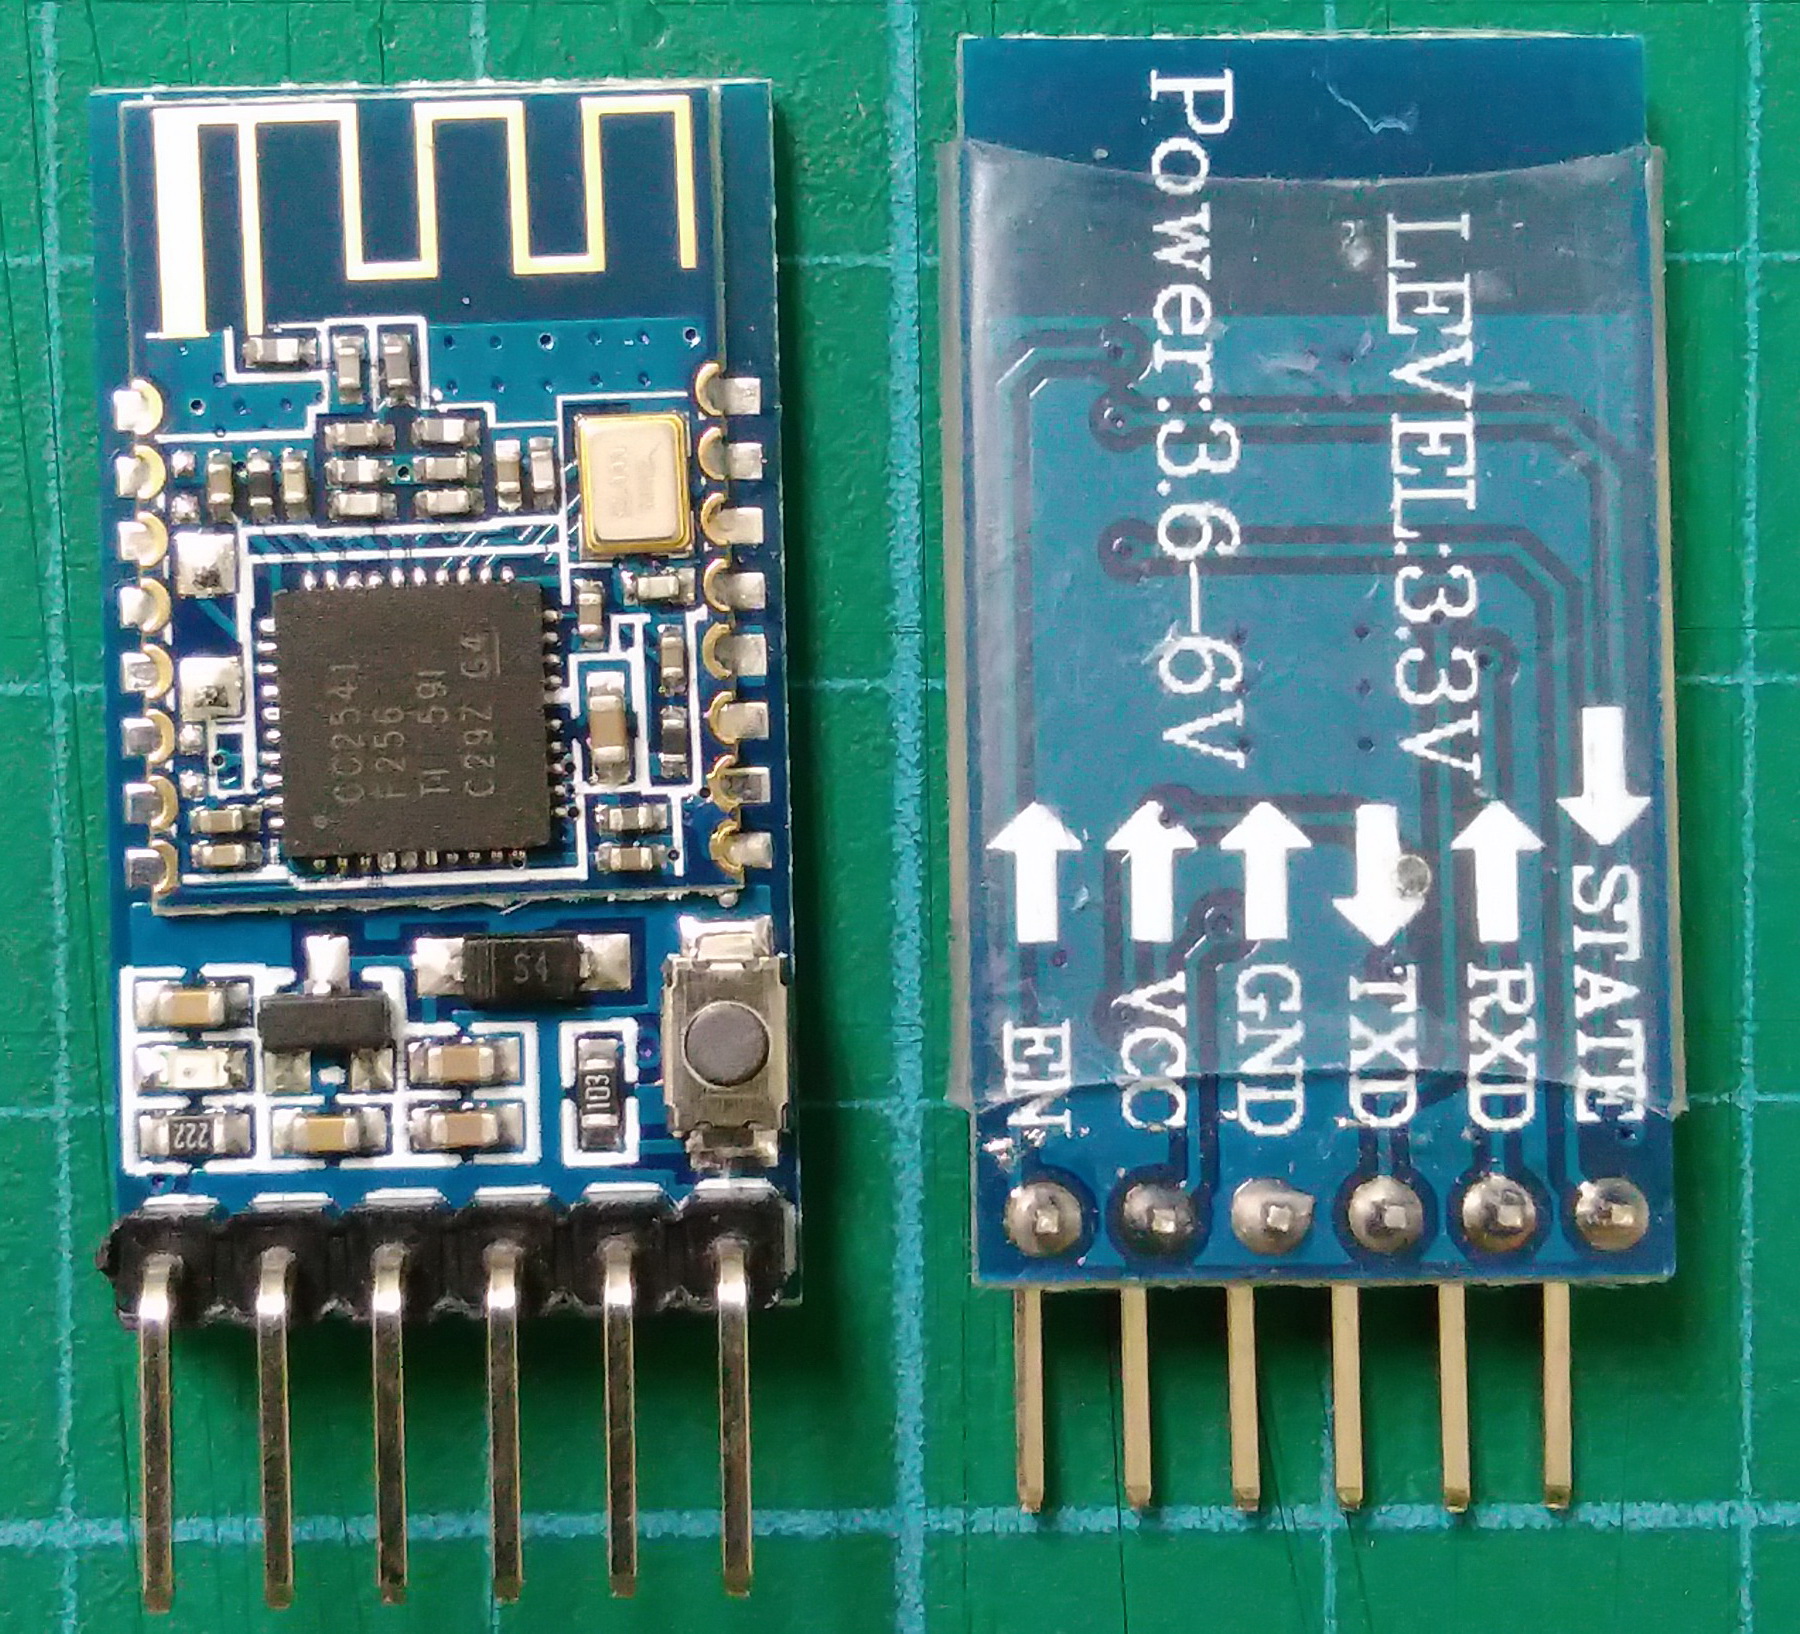 CC2541
F256
TI 591
C29Z G4
S4
103
222
Power:3.6-6V
LEVEL:3.3V
EN
VCC
GND
TXD
RXD
STATE